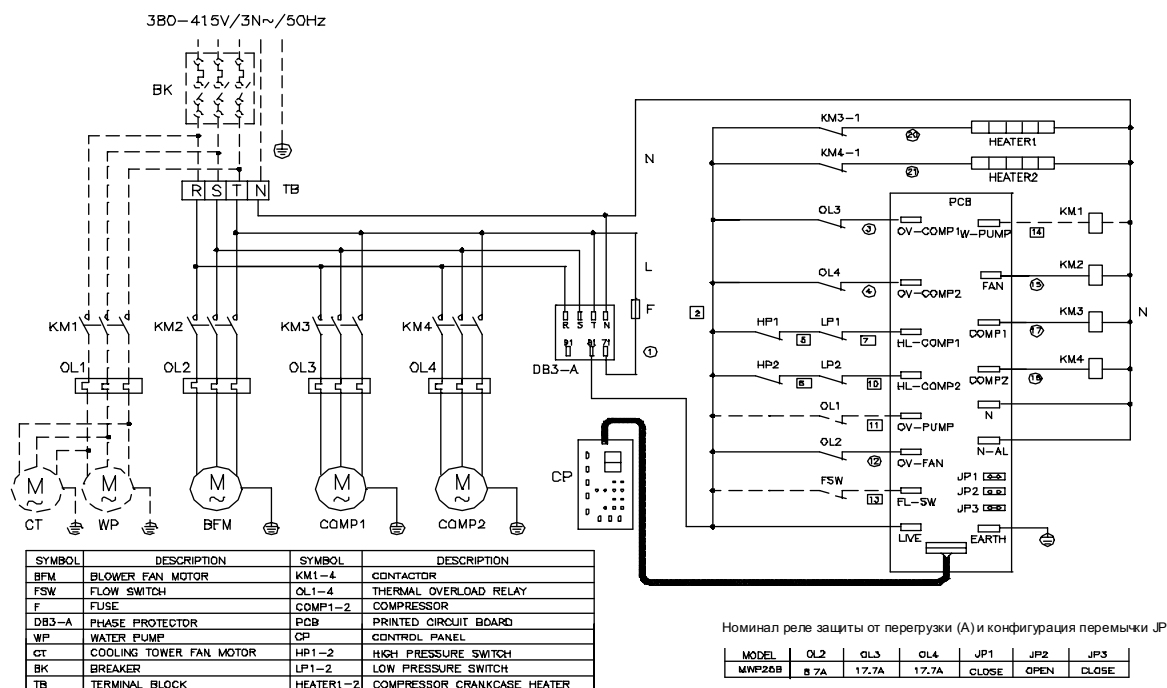 380-415V/3N~/50Hz
BK
R S T N TB
N
L
F
1
2
KM3-1
20
HEATER1
KM4-1
21
HEATER2
PCB
OL3
3
OV-COMP1
W-PUMP
14
KM1
OL4
4
OV-COMP2
FAN
15
KM2
HP1
5
LP1
7
HL-COMP1
COMP1
17
KM3
HP2
6
LP2
10
HL-COMP2
COMP2
18
KM4
N
OL1
11
OV-PUMP
N
OL2
12
OV-FAN
N-AL
FSW
13
FL-SW
JP1
JP2
JP3
LIVE
EARTH
R S T N
81 71
DB3-A
CP
KM1
KM2
KM3
KM4
OL1
OL2
OL3
OL4
M ~
M ~
M ~
M ~
M ~
CT
WP
BFM
COMP1
COMP2
SYMBOL DESCRIPTION SYMBOL DESCRIPTION
BFM BLOWER FAN MOTOR KM1-4 CONTACTOR
FSW FLOW SWITCH OL1-4 THERMAL OVERLOAD RELAY
F FUSE COMP1-2 COMPRESSOR
DB3-A PHASE PROTECTOR PCB PRINTED CIRCUIT BOARD
WP WATER PUMP CP CONTROL PANEL
CT COOLING TOWER FAN MOTOR HP1-2 HIGH PRESSURE SWITCH
BK BREAKER LP1-2 LOW PRESSURE SWITCH
TB TERMINAL BLOCK HEATER1-2 COMPRESSOR CRANKCASE HEATER
Номинал реле защиты от перегрузки (А) и конфигурация перемычки JP
MODEL OL2 OL3 OL4 JP1 JP2 JP3
17.7A 17.7A CLOSE OPEN CLOSE